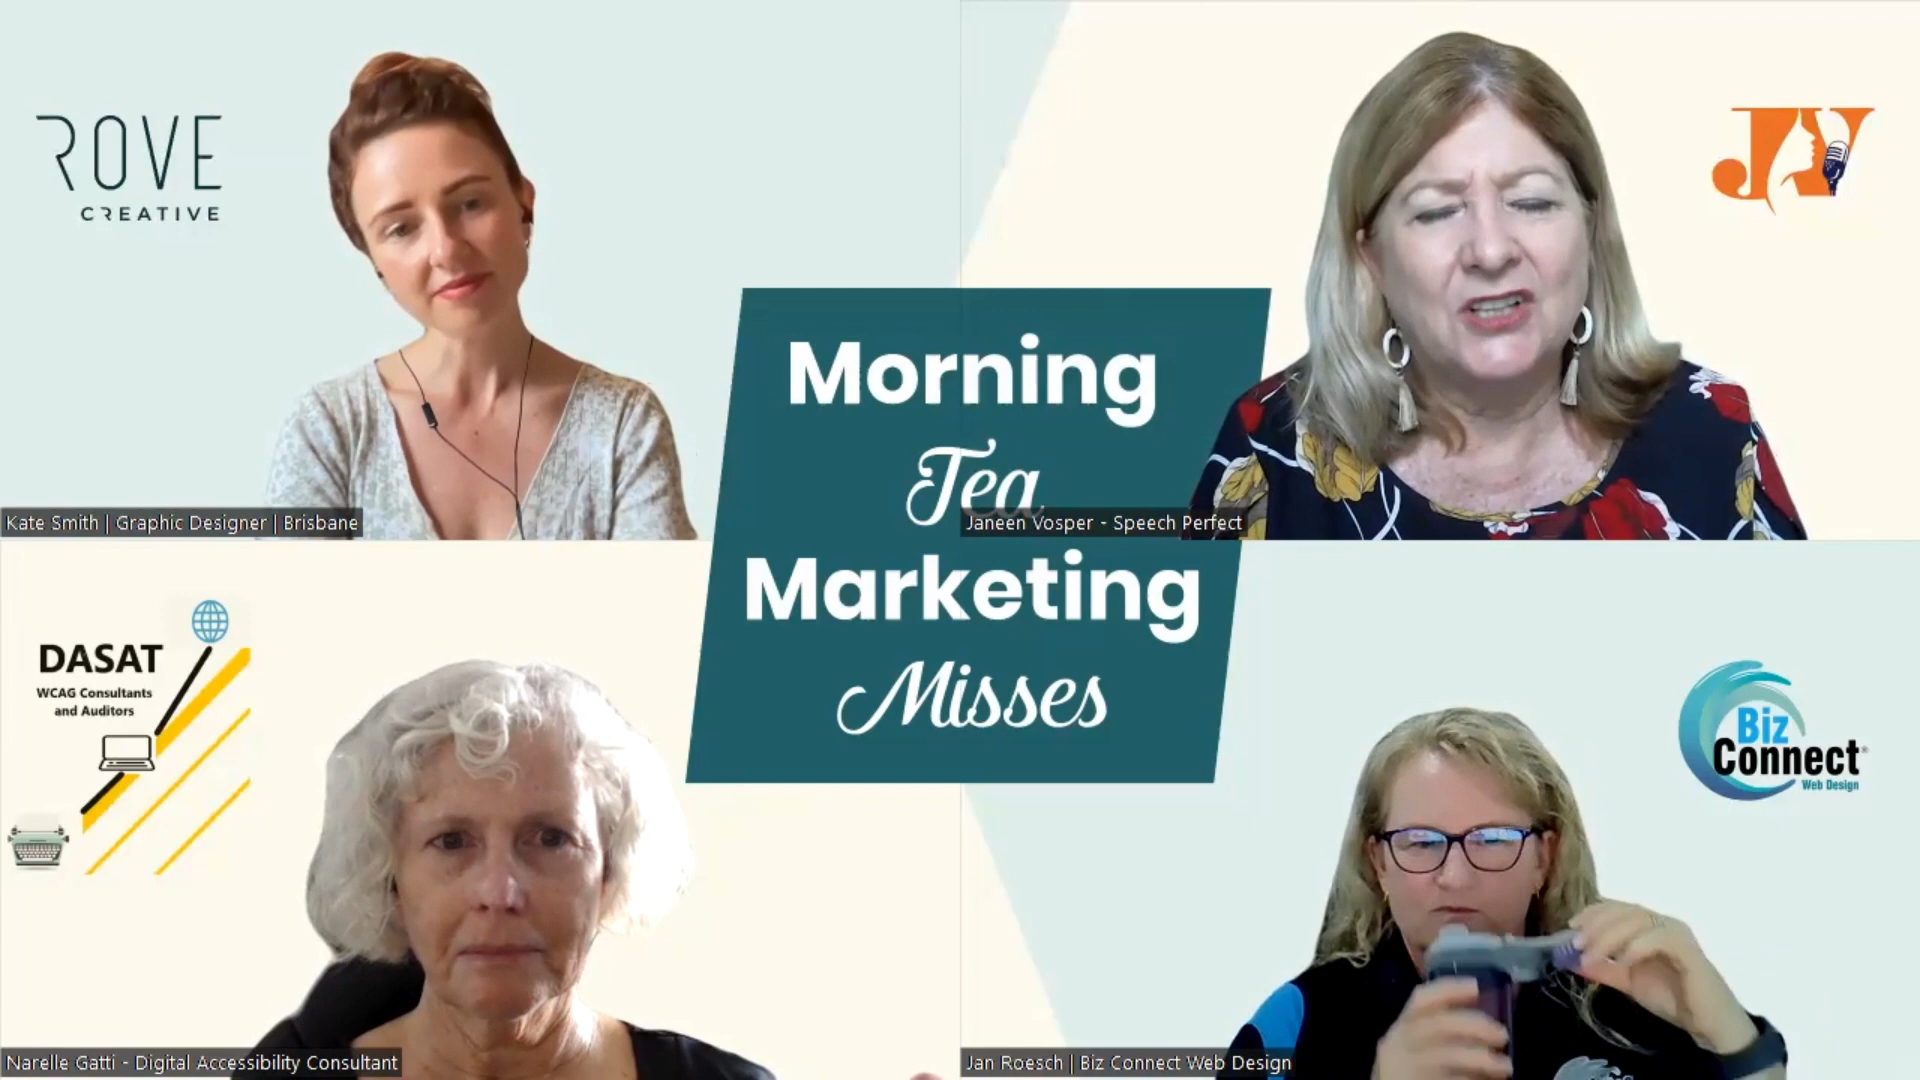 ROVE
CREATIVE
JV
Morning
Tea
Marketing
Misses
Kate Smith | Graphic Designer | Brisbane
Janeen Vosper - Speech Perfect
DASAT
WCAG Consultants
and Auditors
Biz
Connect®
Web Design
Narelle Gatti - Digital Accessibility Consultant
Jan Roesch | Biz Connect Web Design